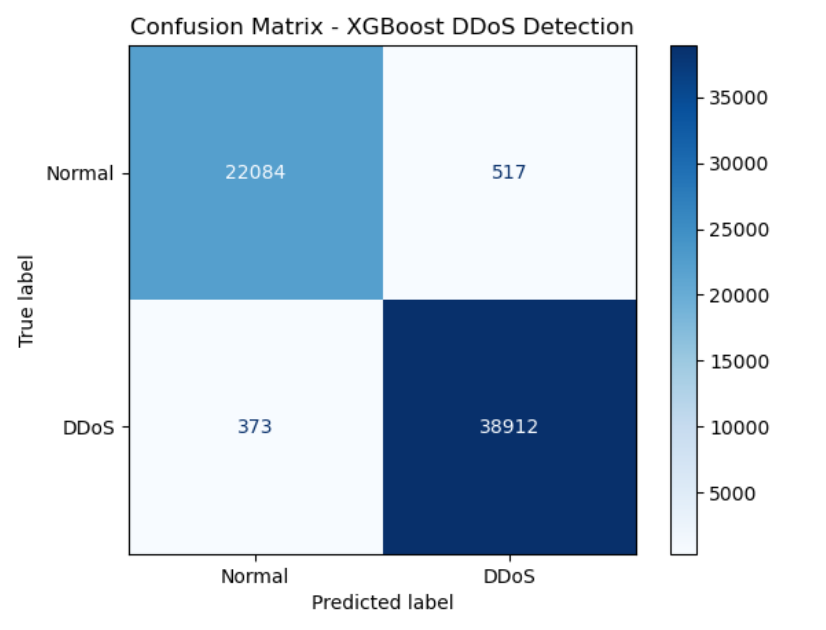 Confusion Matrix - XGBoost DDoS Detection
Normal
22084
517
35000
30000
25000
20000
15000
10000
5000
True label
DDoS
373
38912
Normal
DDoS
Predicted label